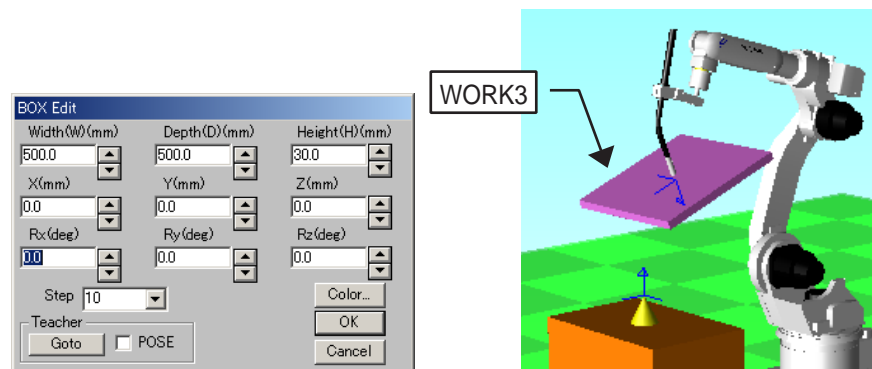 BOX Edit
Width(W)(mm) Depth(D)(mm) Height(H)(mm)
500.0 500.0 30.0
X(mm) Y(mm) Z(mm)
0.0 0.0 0.0
Rx(deg) Ry(deg) Rz(deg)
0.0 0.0 0.0
Step 10
Color...
Teacher
OK
Goto POSE
Cancel
WORK3